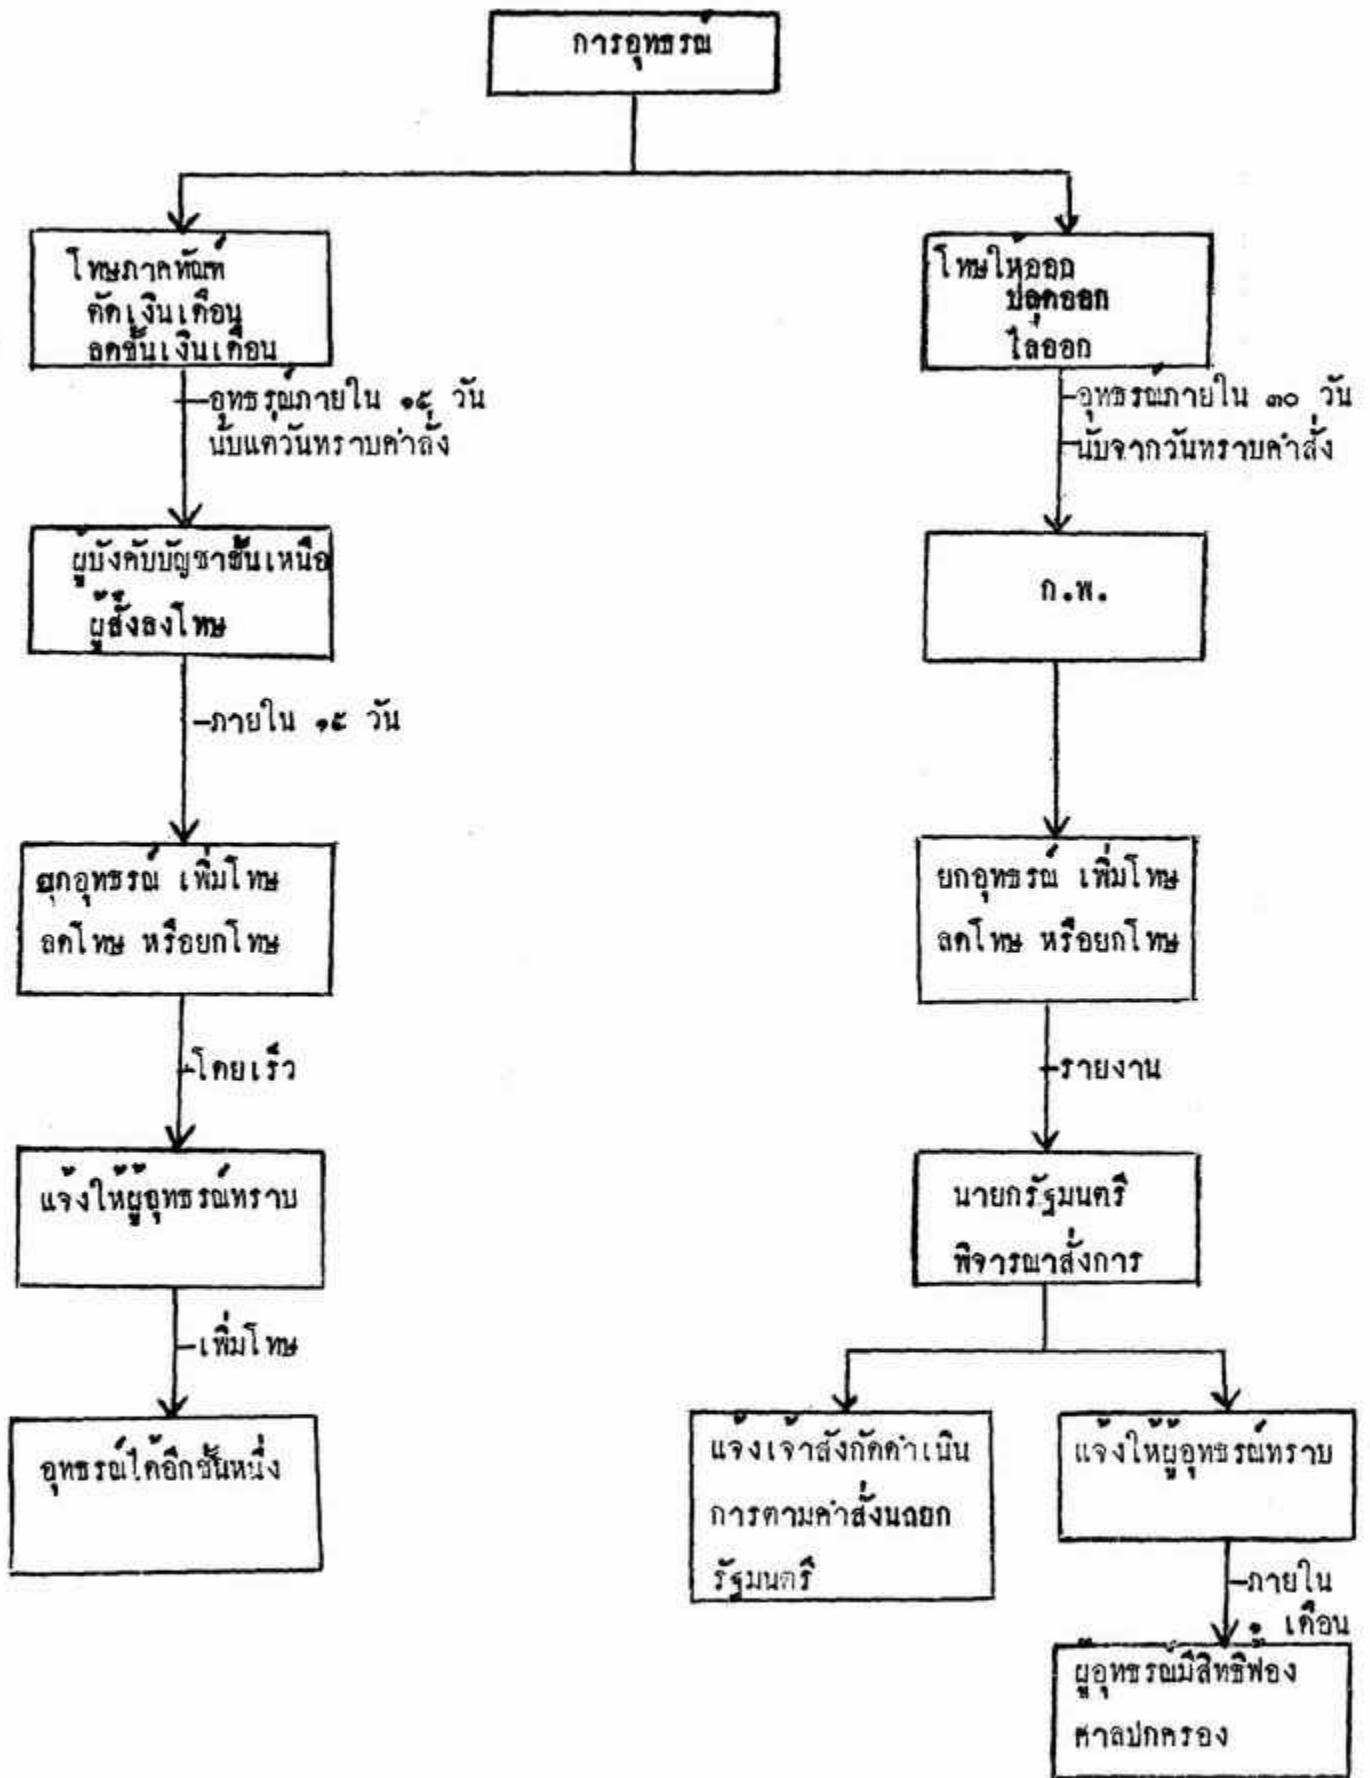 การอุทธรณ์
โทษภาคทัณฑ์
ตัดเงินเดือน
ลดขั้นเงินเดือน
อุทธรุณ์ภายใน ๑๕ วัน
นับแต่วันทราบคำสั่ง
ผู้บังคับบัญชาชั้นเหนือ
ผู้สั่งลงโทษ
ภายใน ๑๕ วัน
ยกอุทธรณ์ เพิ่มโทษ
ลดโทษ หรือยกโทษ
โดยเร็ว
แจ้งให้ผู้อุทธรณ์ทราบ
เพิ่มโทษ
อุทธรณ์ได้อีกชั้นหนึ่ง
โทษให้ออก
ปลดออก
ไล่ออก
อุทธรณ์ภายใน ๓๐ วัน
นับจากวันทราบคำสั่ง
ก.พ.
ยกอุทธรณ์ เพิ่มโทษ
ลดโทษ หรือยกโทษ
รายงาน
นายกรัฐมนตรี
พิจารณาสั่งการ
แจ้งเจ้าสังกัดดำเนิน
การตามคำสั่งนายก
รัฐมนตรี
แจ้งให้ผู้อุทธรณ์ทราบ
ภายใน
๑ เดือน
ผู้อุทธรณ์มีสิทธิฟ้อง
ศาลปกครอง